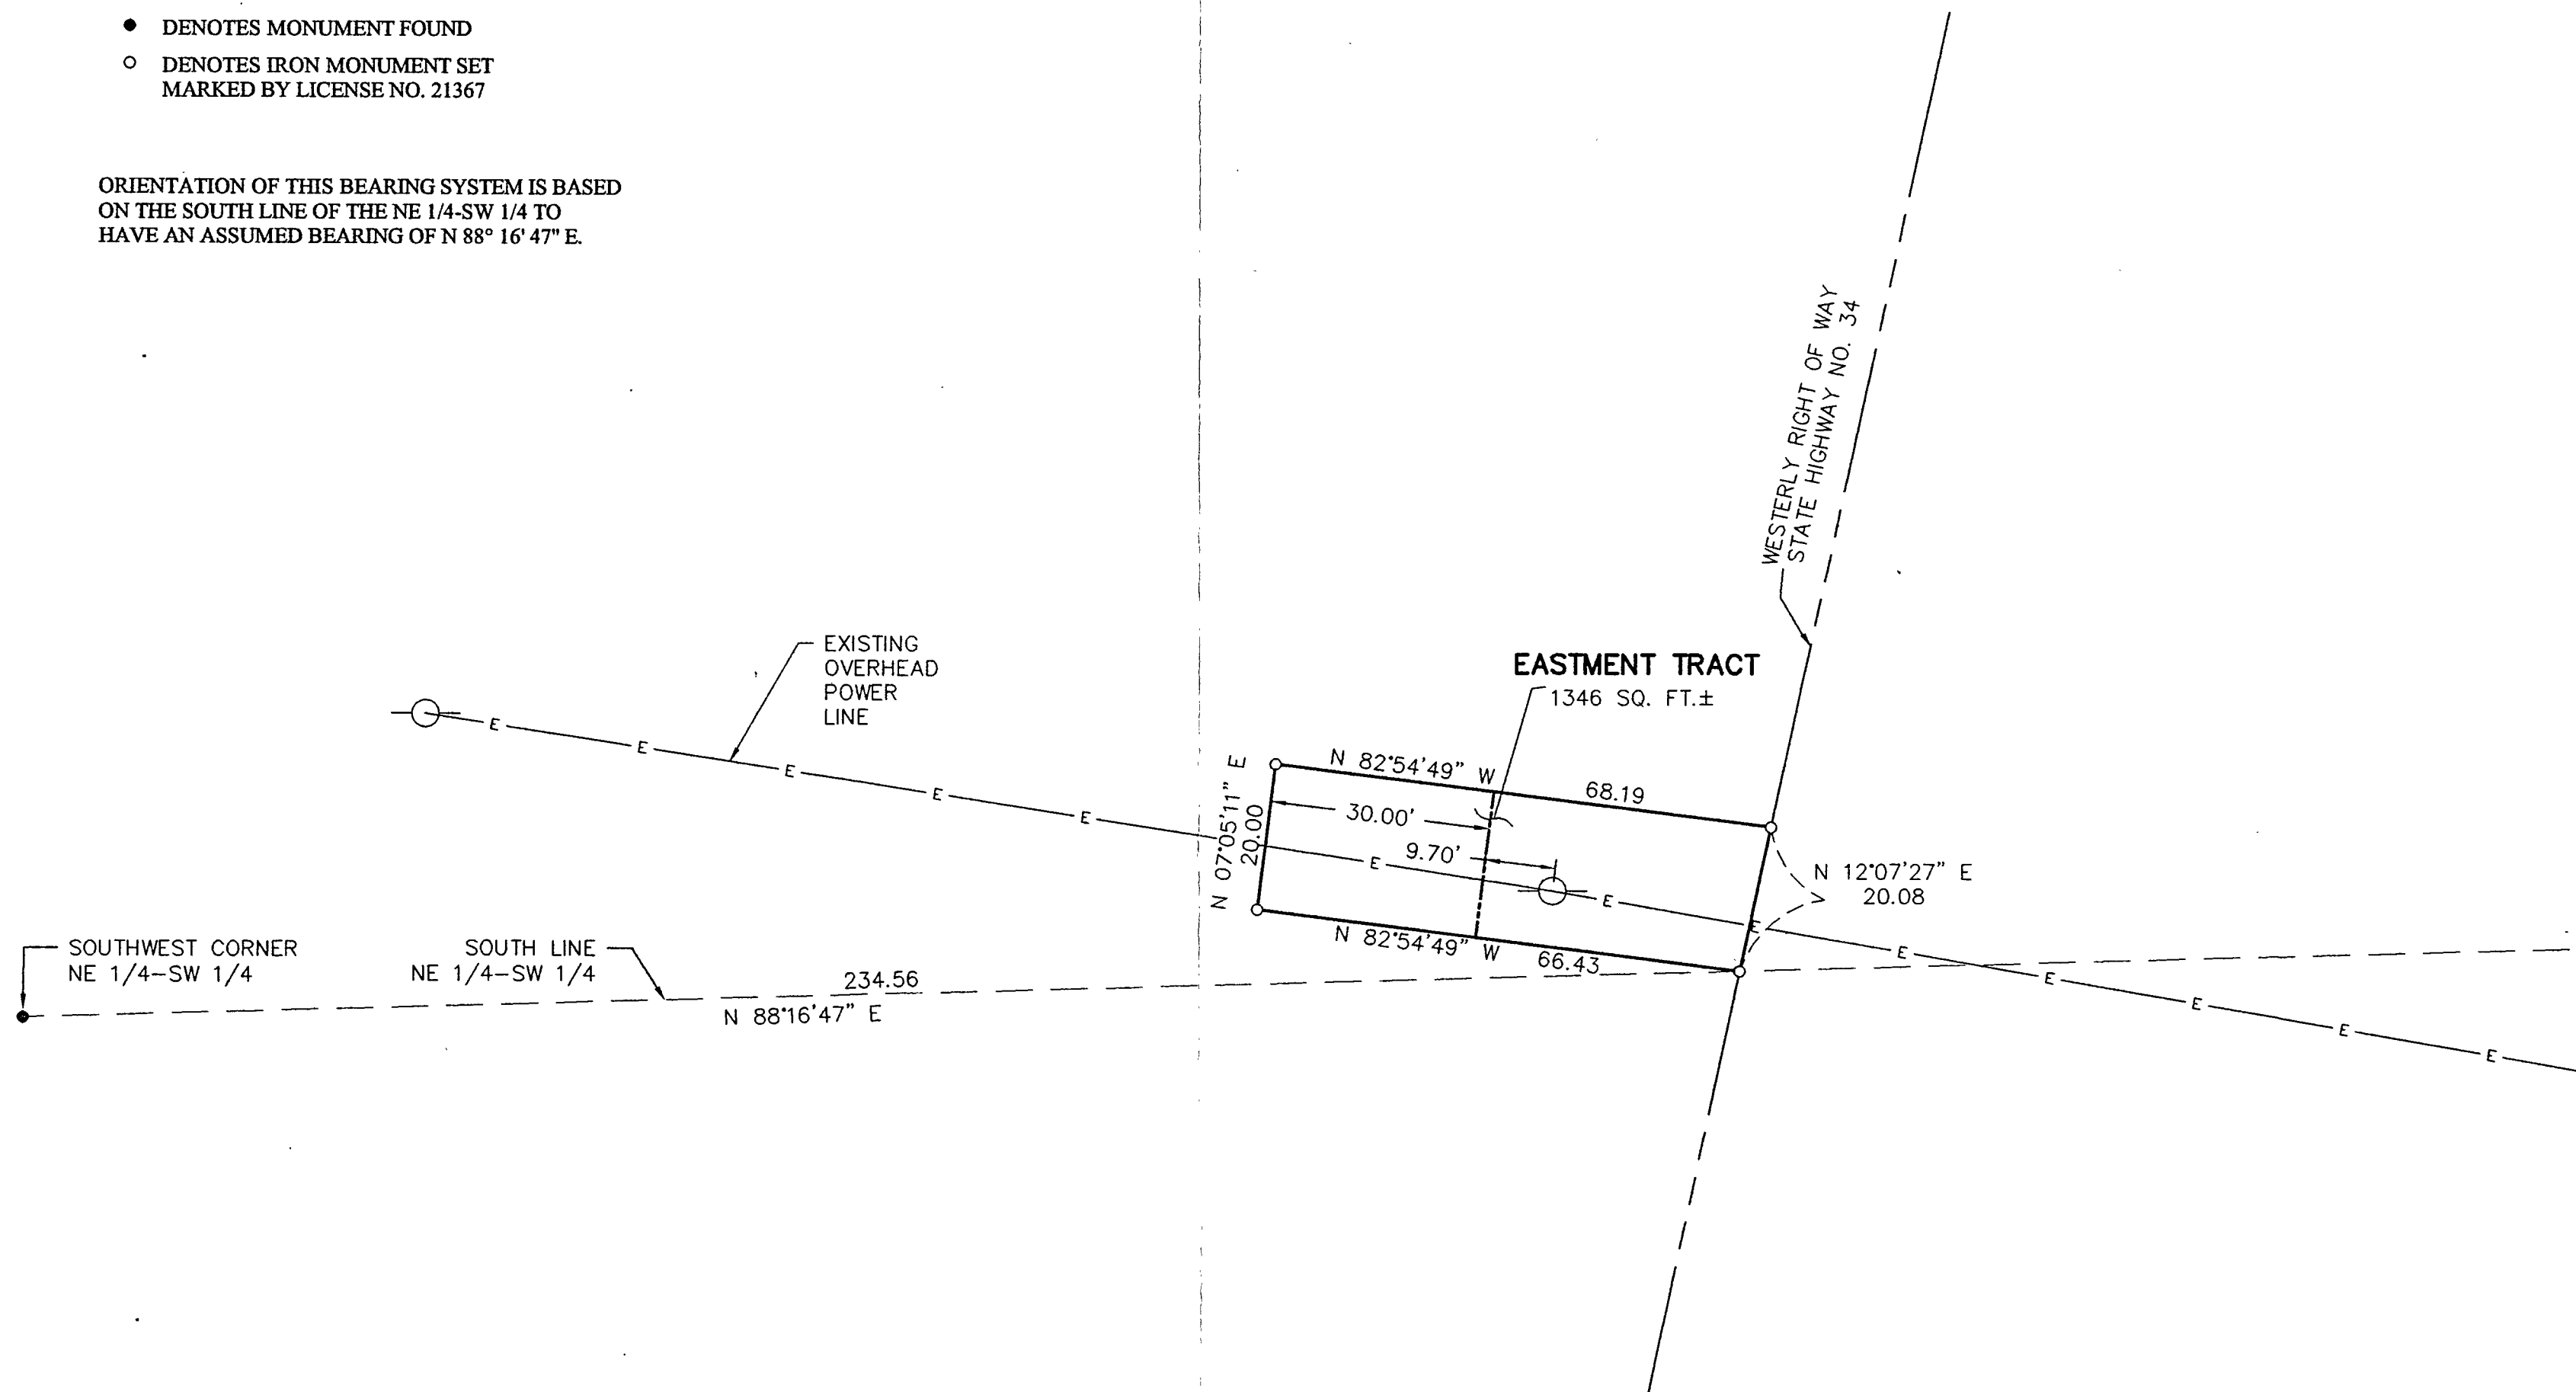 DENOTES MONUMENT FOUND
DENOTES IRON MONUMENT SET
MARKED BY LICENSE NO. 21367
ORIENTATION OF THIS BEARING SYSTEM IS BASED
ON THE SOUTH LINE OF THE NE 1/4-SW 1/4 TO
HAVE AN ASSUMED BEARING OF N 88° 16' 47" E.
WESTERLY RIGHT OF WAY
STATE HIGHWAY NO. 34
EXISTING
OVERHEAD
POWER
LINE
EASTMENT TRACT
1346 SQ. FT.±
E E E E E
N 82°54'49" W
68.19
N 07°05'11" E
20.00
30.00'
9.70'
E E E
N 12°07'27" E
20.08
N 82°54'49" W
66.43
E E E E E
SOUTHWEST CORNER
NE 1/4-SW 1/4
SOUTH LINE
NE 1/4-SW 1/4
234.56
N 88°16'47" E